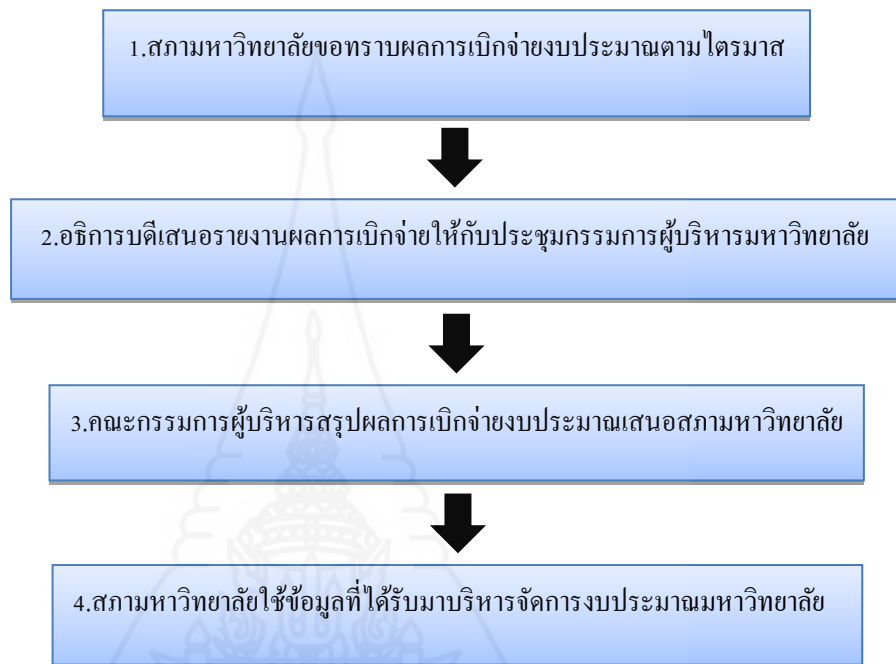 1.สภามหาวิทยาลัยขอทราบผลการเบิกจ่ายงบประมาณตามไตรมาส
2.อธิการบดีเสนอรายงานผลการเบิกจ่ายให้กับประชุมกรรมการผู้บริหารมหาวิทยาลัย
3.คณะกรรมการผู้บริหารสรุปผลการเบิกจ่ายงบประมาณเสนอสภามหาวิทยาลัย
4.สภามหาวิทยาลัยใช้ข้อมูลที่ได้รับมาบริหารจัดการงบประมาณมหาวิทยาลัย